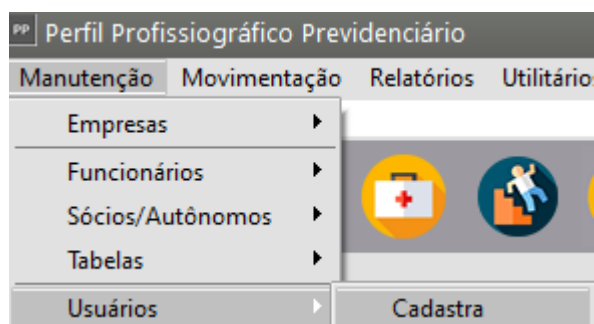 PP Perfil Profissiográfico Previdenciário
Manutenção Movimentação Relatórios Utilitários
Empresas
Funcionários
Sócios/Autônomos
Tabelas
Usuários Cadastra